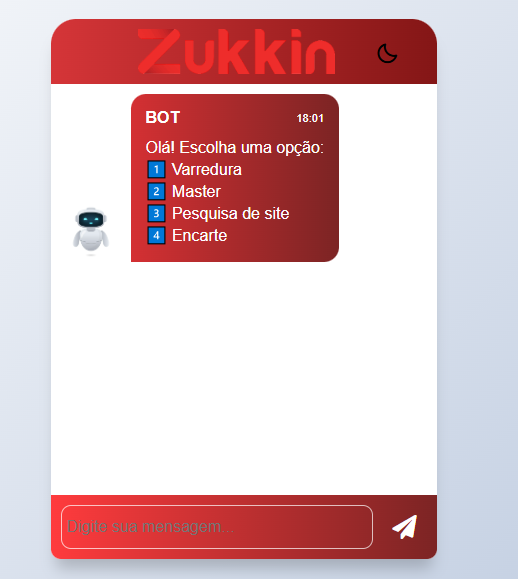 Zukkin
BOT 18:01
Olá! Escolha uma opção:
1 Varredura
2 Master
3 Pesquisa de site
4 Encarte
Digite sua mensagem...